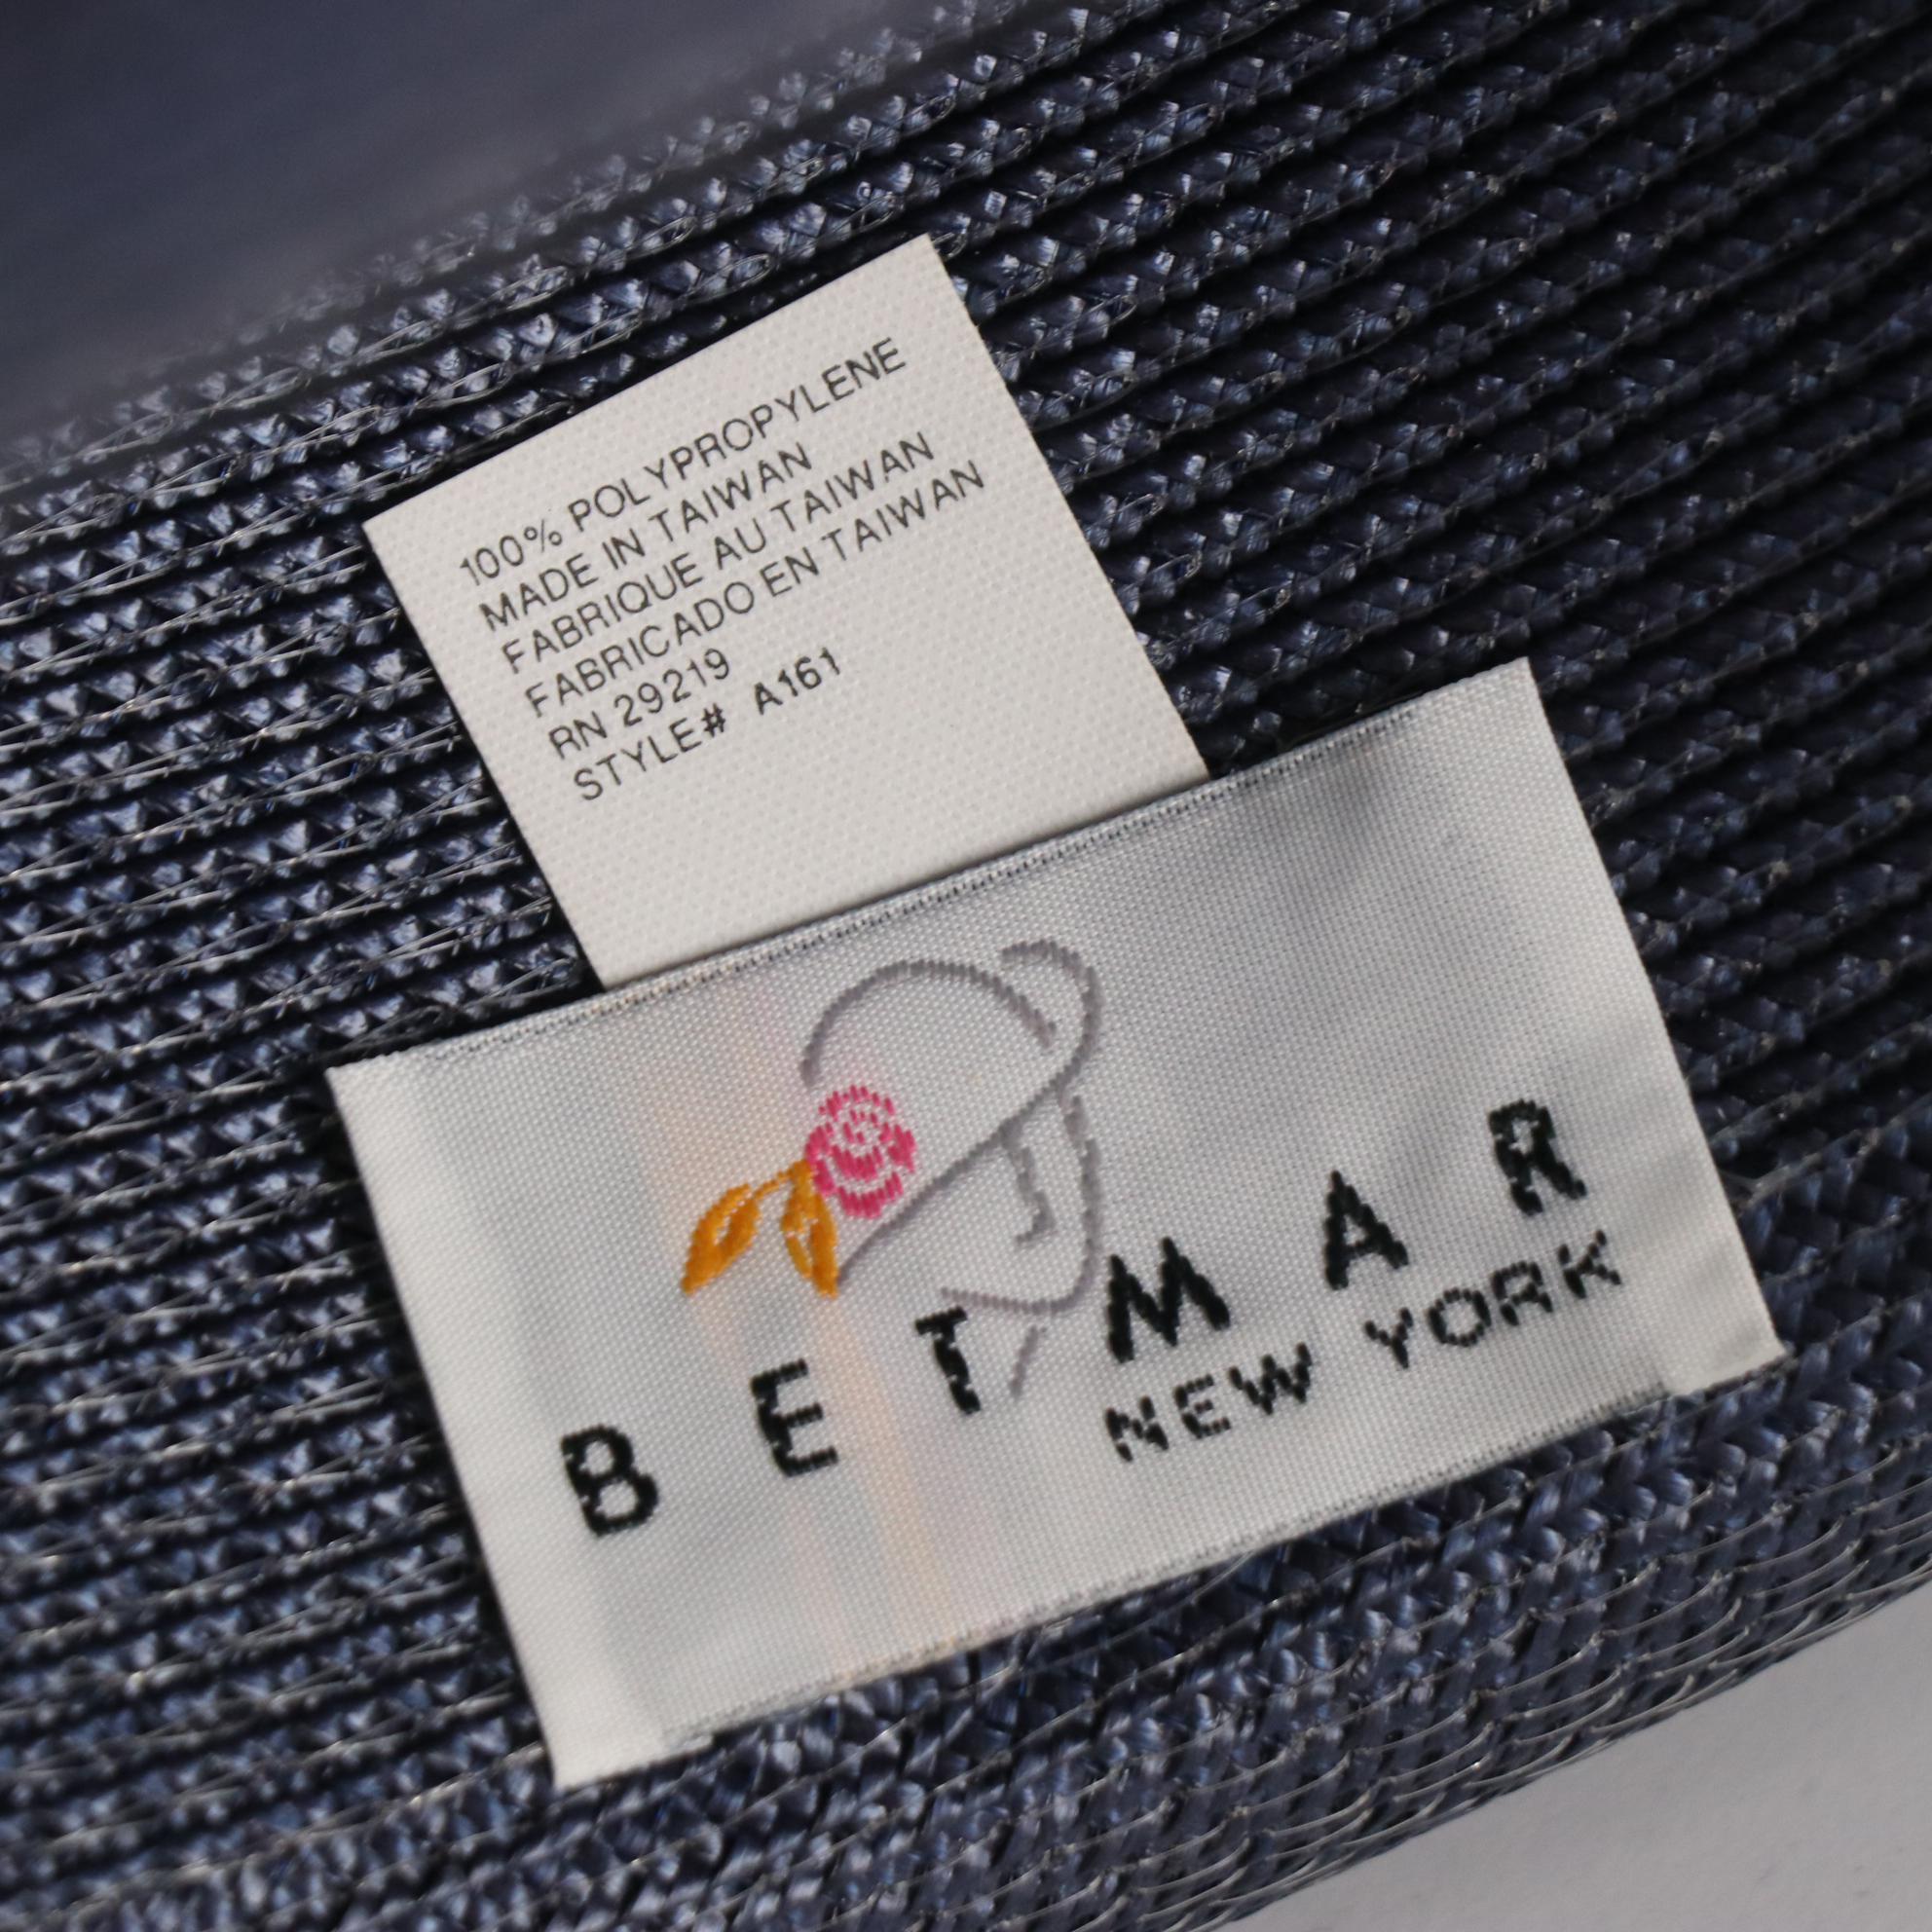 100% POLYPROPYLENE
MADE IN TAIWAN
FABRIQUE AU TAIWAN
FABRICADO EN TAIWAN
RN 29219
STYLE# A161
BETMAR
NEW YORK